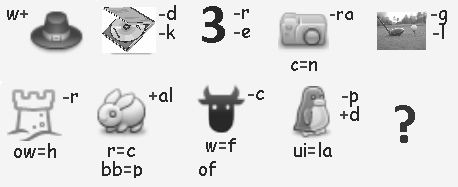 w+ -d -r -ra -g
-k 3 -e -l
c=n
-r +al -c -p
+d ?
ow=h r=c w=f ui=la
bb=p of